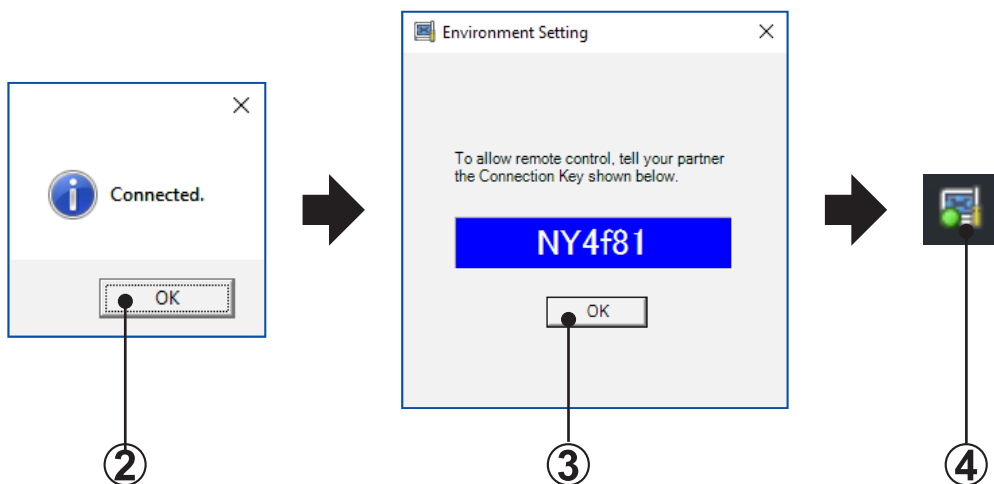 Environment Setting
Connected.
OK
To allow remote control, tell your partner
the Connection Key shown below.
NY4f81
OK
2
3
4